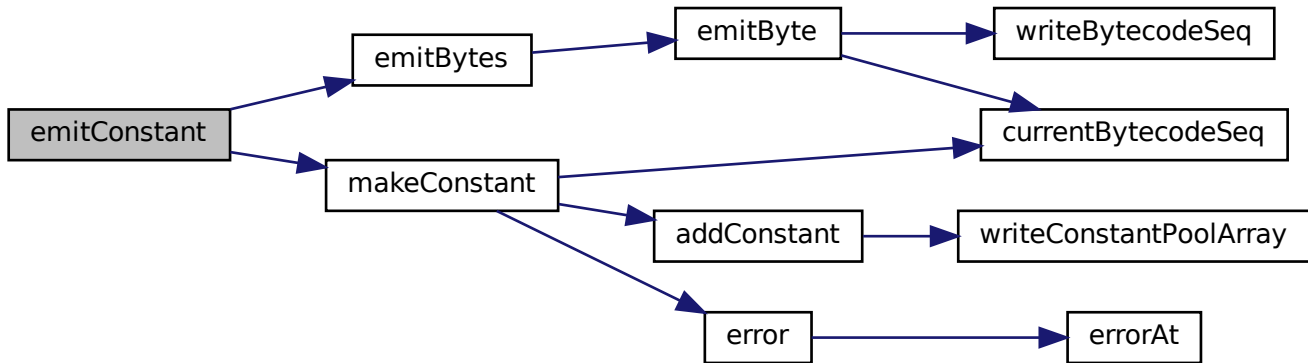 emitConstant
emitBytes
emitByte
writeBytecodeSeq
currentBytecodeSeq
makeConstant
addConstant
writeConstantPoolArray
error
errorAt